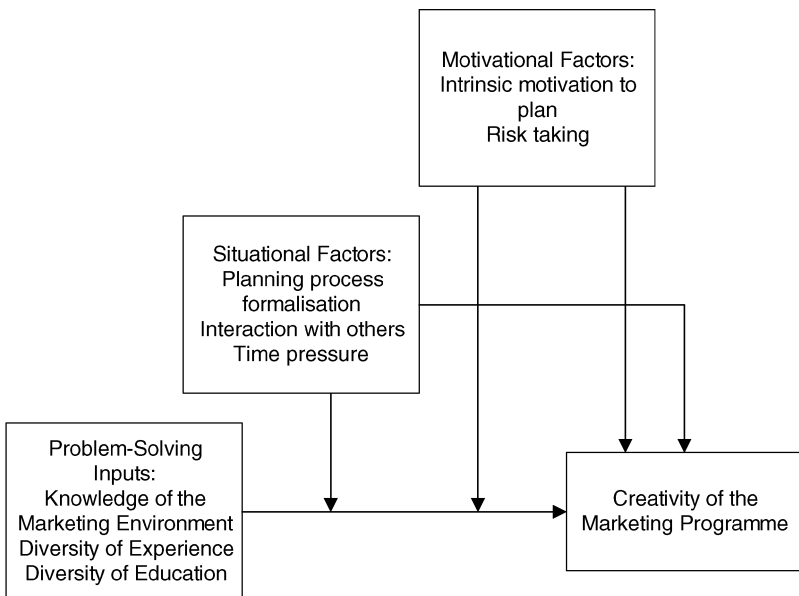 Motivational Factors:
Intrinsic motivation to
plan
Risk taking
Situational Factors:
Planning process
formalisation
Interaction with others
Time pressure
Problem-Solving
Inputs:
Knowledge of the
Marketing Environment
Diversity of Experience
Diversity of Education
Creativity of the
Marketing Programme